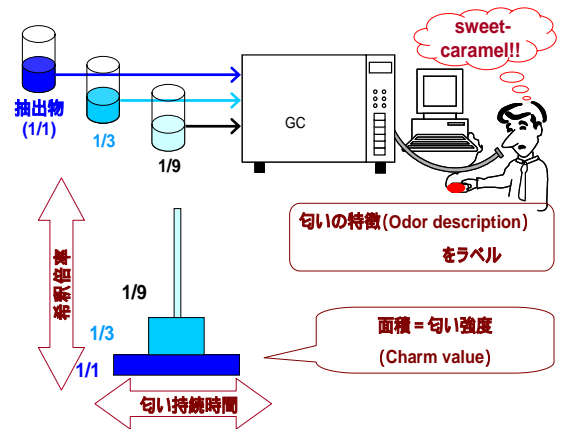 sweet-
caramel!!
抽出物
(1/1)
1/3
1/9
GC
匂いの特徴(Odor description)
をラベル
希釈倍率
1/9
1/3
1/1
面積=匂い強度
(Charm value)
匂い持続時間